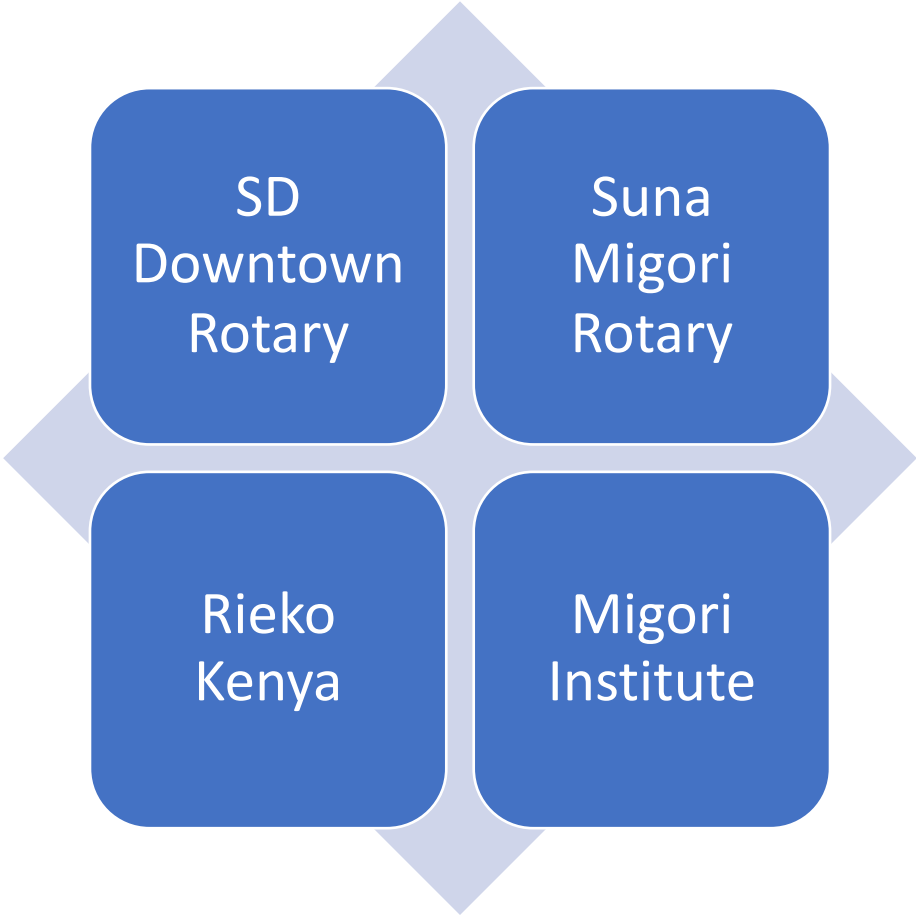 SD
Downtown
Rotary
Suna
Migori
Rotary
Rieko
Kenya
Migori
Institute